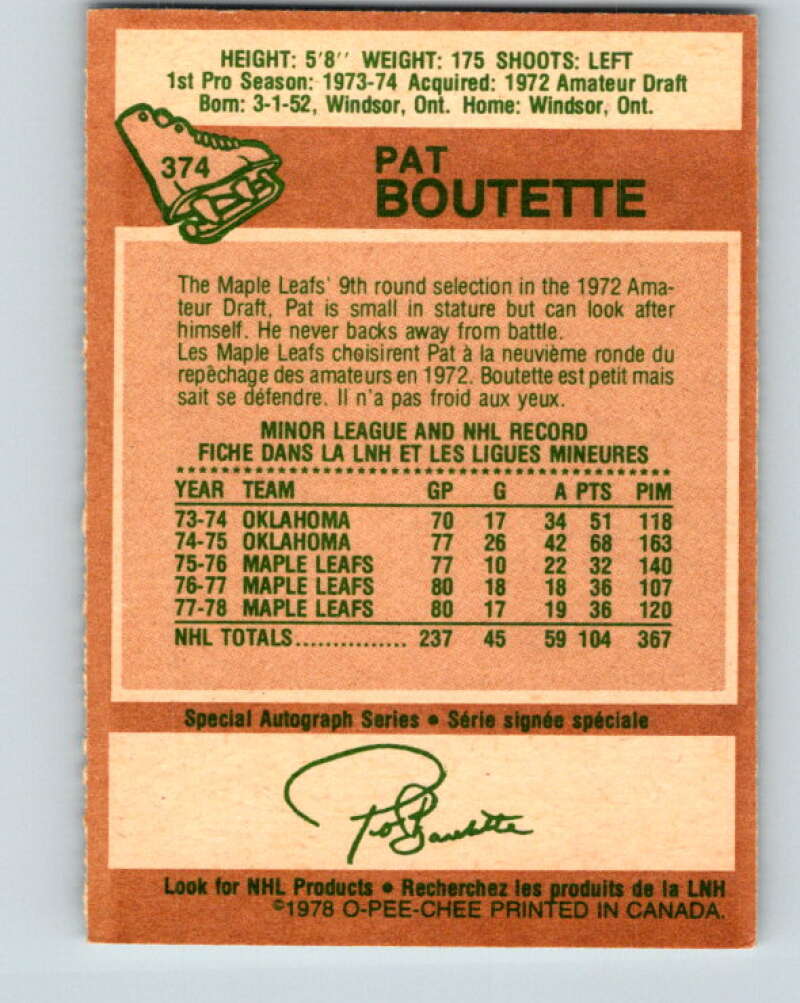 HEIGHT: 5'8'' WEIGHT: 175 SHOOTS: LEFT
1st Pro Season: 1973-74 Acquired: 1972 Amateur Draft
Born: 3-1-52, Windsor, Ont. Home: Windsor, Ont.
374
PAT
BOUTETTE
The Maple Leafs' 9th round selection in the 1972 Ama-
teur Draft, Pat is small in stature but can look after
himself. He never backs away from battle.
Les Maple Leafs choisirent Pat à la neuvième ronde du
repêchage des amateurs en 1972. Boutette est petit mais
sait se défendre. Il n'a pas froid aux yeux.
MINOR LEAGUE AND NHL RECORD
FICHE DANS LA LNH ET LES LIGUES MINEURES
YEAR TEAM GP G A PTS PIM
73-74 OKLAHOMA 70 17 34 51 118
74-75 OKLAHOMA 77 26 42 68 163
75-76 MAPLE LEAFS 77 10 22 32 140
76-77 MAPLE LEAFS 80 18 18 36 107
77-78 MAPLE LEAFS 80 17 19 36 120
NHL TOTALS............... 237 45 59 104 367
Special Autograph Series • Série signée spéciale
Pat Boutette
Look for NHL Products • Recherchez les produits de la LNH
©1978 O-PEE-CHEE PRINTED IN CANADA.